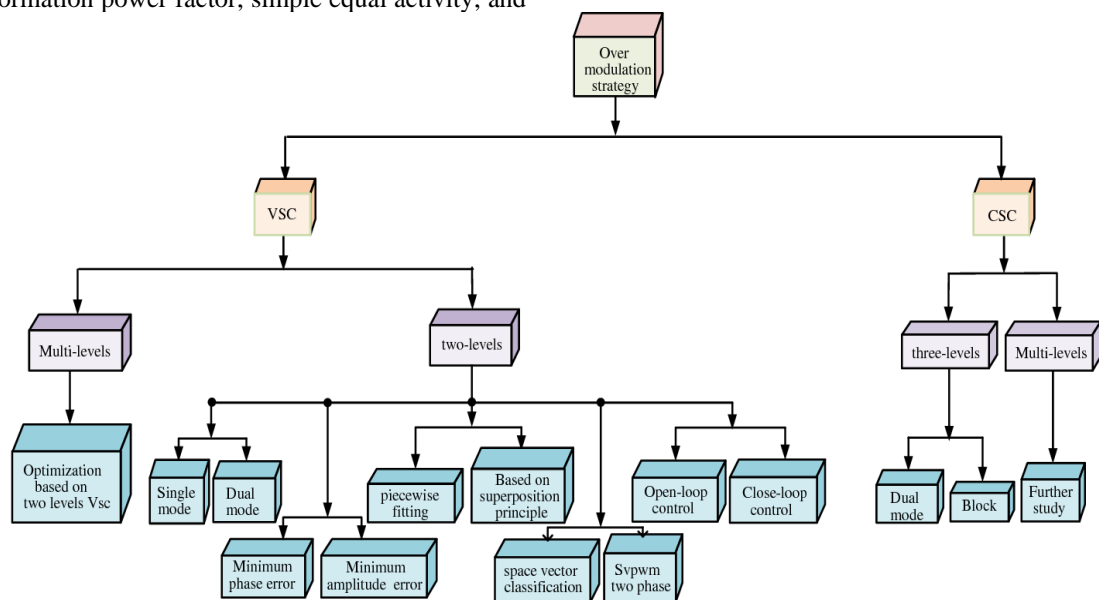 formation power factor, simple equal activity, and
Over
modulation
strategy
VSC
CSC
Multi-levels
two-levels
three-levels
Multi-levels
Optimization
based on
two levels Vsc
Single
mode
Dual
mode
piecewise
fitting
Based on
superposition
principle
Open-loop
control
Close-loop
control
Dual
mode
Block
Further
study
Minimum
phase error
Minimum
amplitude error
space vector
classification
Svpwm
two phase